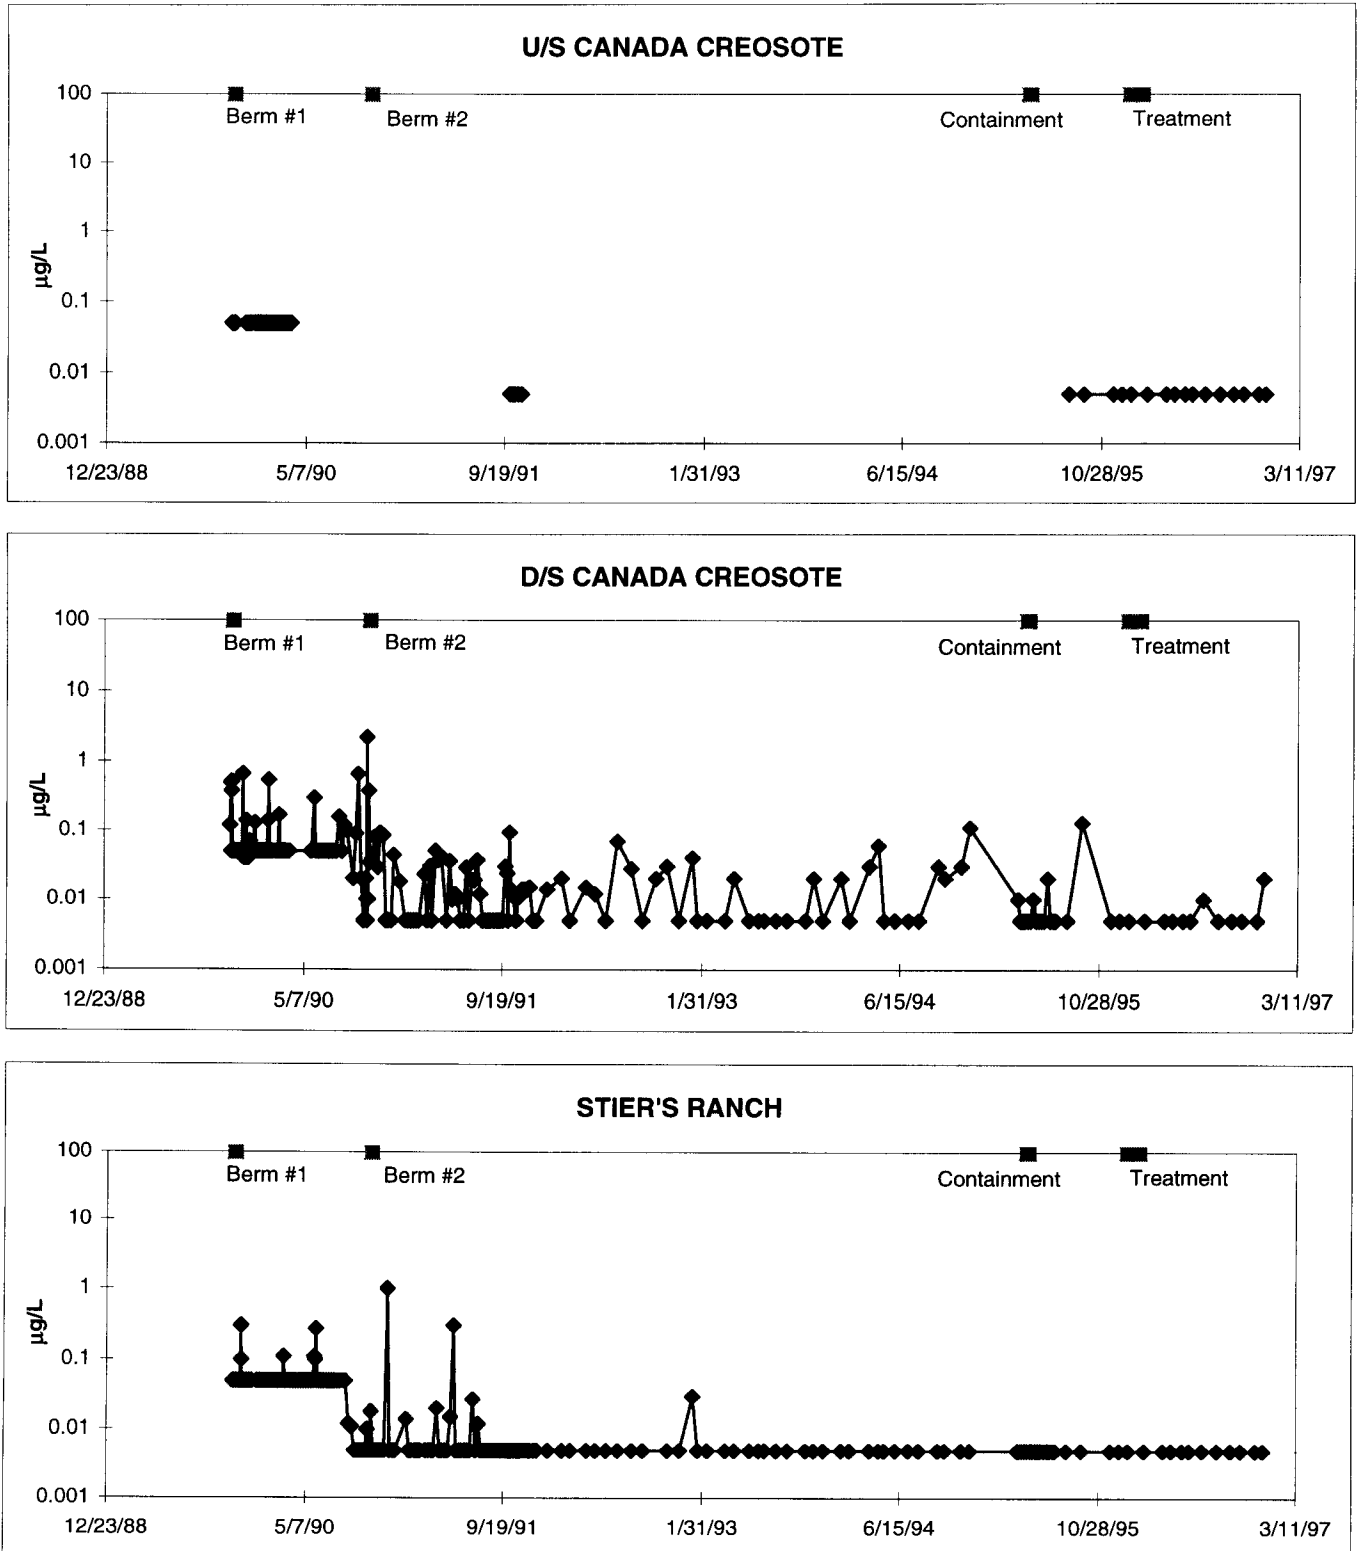 U/S CANADA CREOSOTE
100
Berm #1
Berm #2
Containment
Treatment
10
1
µg/L
0.1
0.01
0.001
12/23/88 5/7/90 9/19/91 1/31/93 6/15/94 10/28/95 3/11/97
D/S CANADA CREOSOTE
100
Berm #1
Berm #2
Containment
Treatment
10
1
µg/L
0.1
0.01
0.001
12/23/88 5/7/90 9/19/91 1/31/93 6/15/94 10/28/95 3/11/97
STIER'S RANCH
100
Berm #1
Berm #2
Containment
Treatment
10
1
µg/L
0.1
0.01
0.001
12/23/88 5/7/90 9/19/91 1/31/93 6/15/94 10/28/95 3/11/97